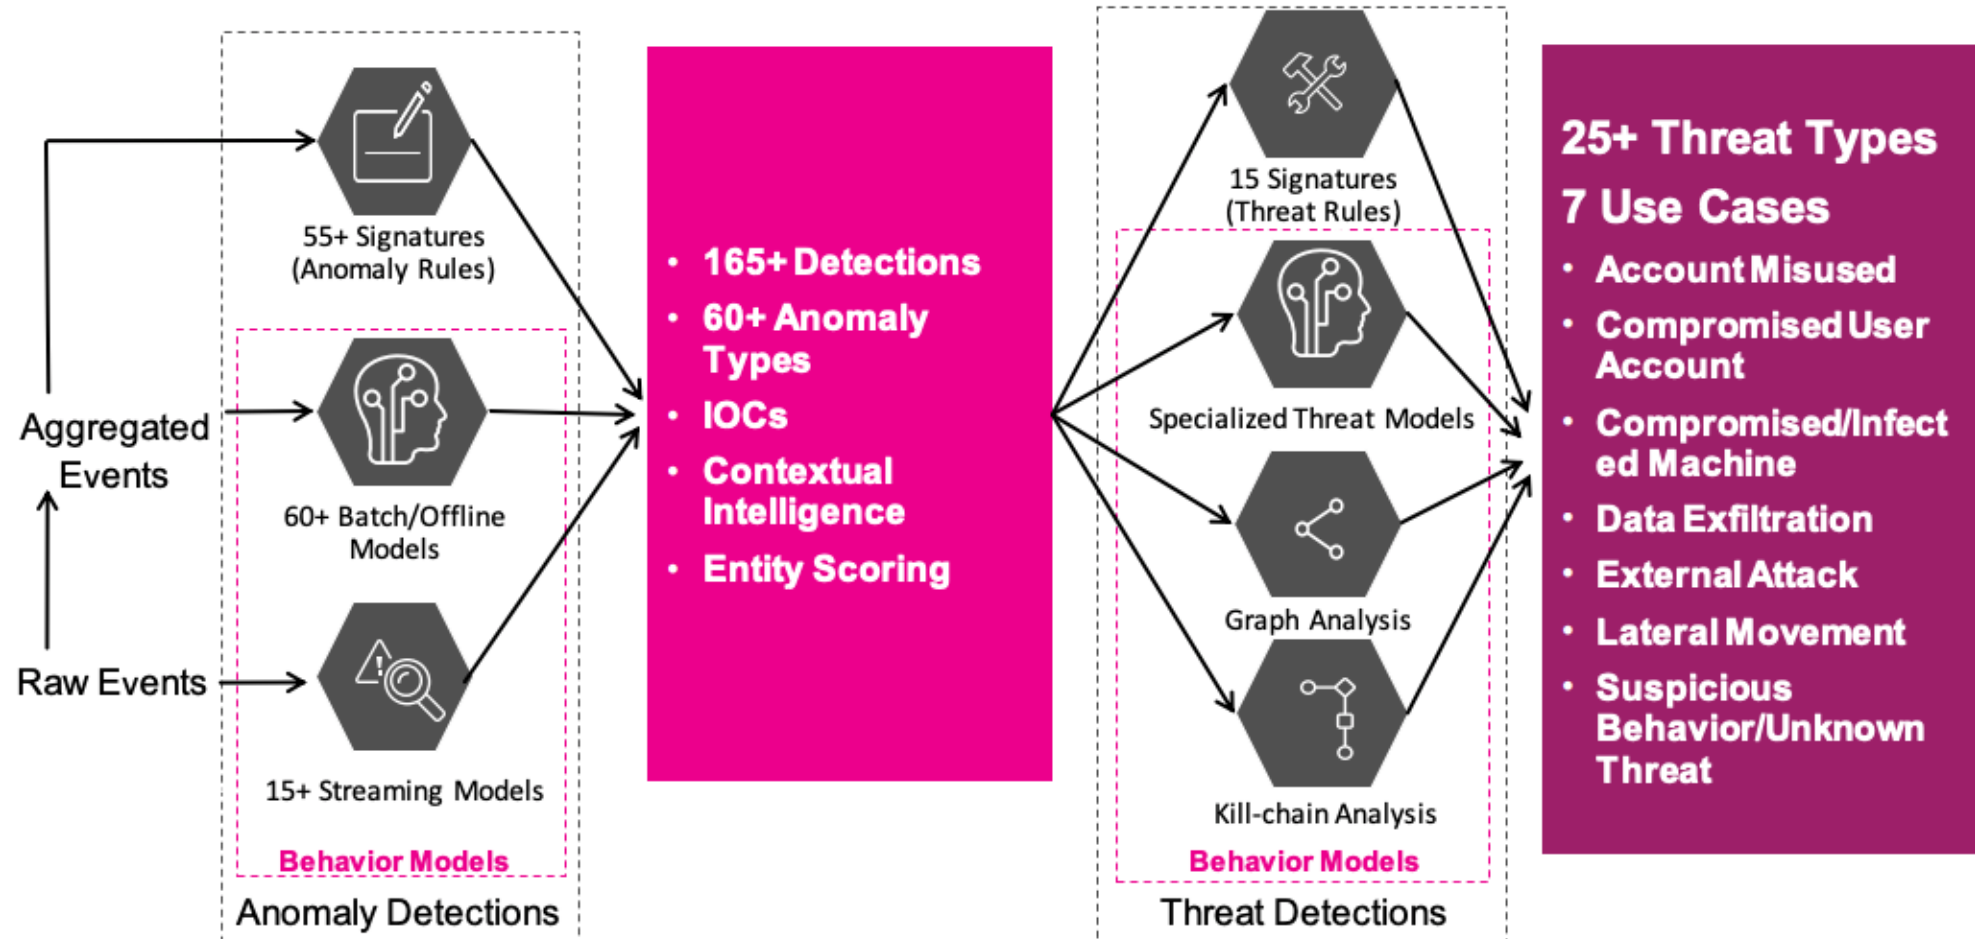 Aggregated
Events
Raw Events
55+ Signatures
(Anomaly Rules)
60+ Batch/Offline
Models
15+ Streaming Models
Behavior Models
Anomaly Detections
• 165+ Detections
• 60+ Anomaly
Types
• IOCs
• Contextual
Intelligence
• Entity Scoring
15 Signatures
(Threat Rules)
Specialized Threat Models
Graph Analysis
Kill-chain Analysis
Behavior Models
Threat Detections
25+ Threat Types
7 Use Cases
• Account Misused
• Compromised User
Account
• Compromised/Infect
ed Machine
• Data Exfiltration
• External Attack
• Lateral Movement
• Suspicious
Behavior/Unknown
Threat